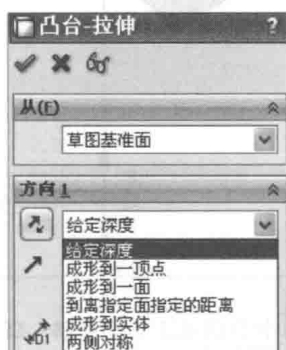 凸台-拉伸 ?
从(F)
草图基准面
方向1
给定深度
给定深度
成形到一顶点
成形到一面
到离指定面指定的距离
成形到实体
D1 两侧对称